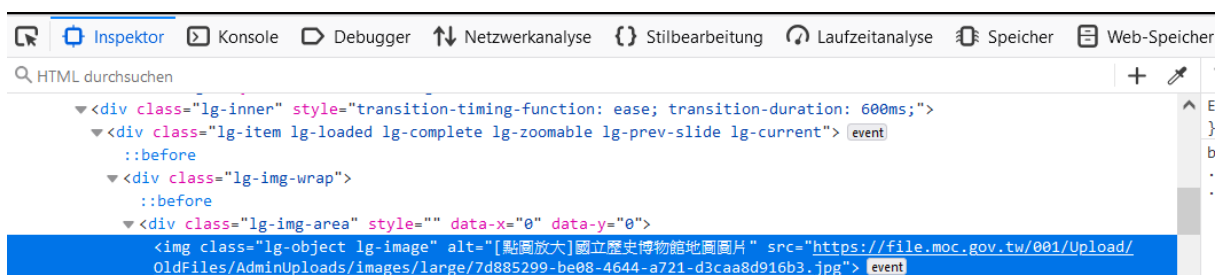 Inspektor Konsole Debugger Netzwerkanalyse {} Stilbearbeitung Laufzeitanalyse Speicher Web-Speicher
HTML durchsuchen
<div class="lg-inner" style="transition-timing-function: ease; transition-duration: 600ms;">
<div class="lg-item lg-loaded lg-complete lg-zoomable lg-prev-slide lg-current"> event
::before
<div class="lg-img-wrap">
::before
<div class="lg-img-area" style="" data-x="0" data-y="0">
<img class="lg-object lg-image" alt="[點圖放大]國立歷史博物館地圖圖片" src="https://file.moc.gov.tw/001/Upload/
OldFiles/AdminUploads/images/large/7d885299-be08-4644-a721-d3caa8d916b3.jpg"> event